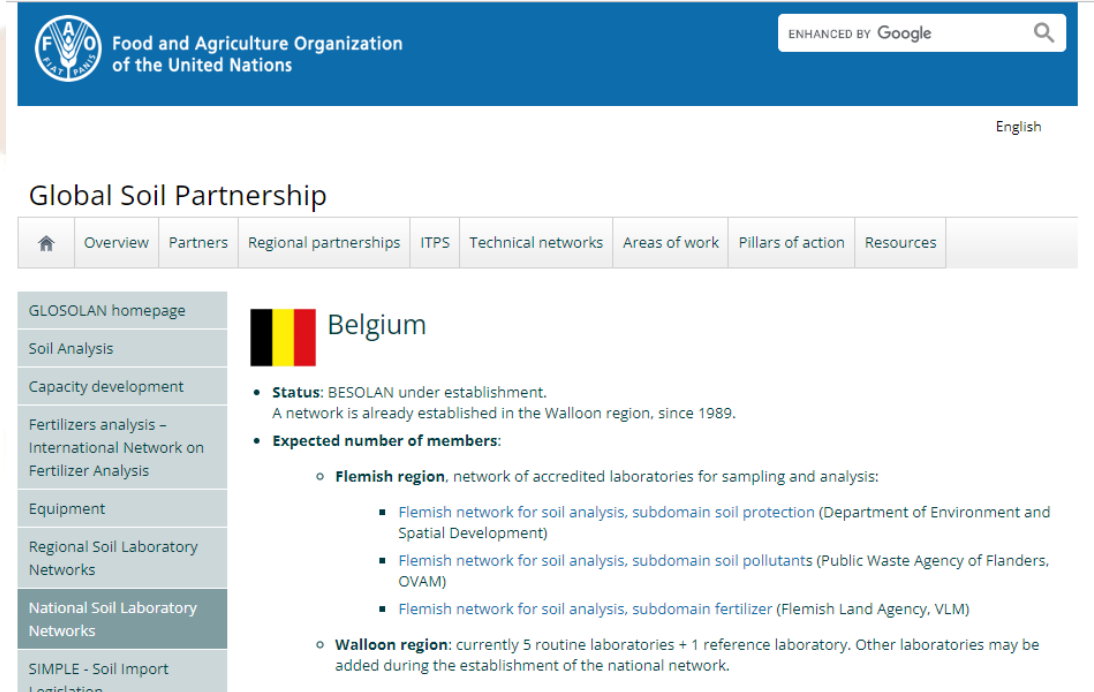 Food and Agriculture Organization
of the United Nations
ENHANCED BY Google
F A O
FIAT PANIS
English
Global Soil Partnership
Overview
Partners
Regional partnerships
ITPS
Technical networks
Areas of work
Pillars of action
Resources
GLOSOLAN homepage
Soil Analysis
Capacity development
Fertilizers analysis –
International Network on
Fertilizer Analysis
Equipment
Regional Soil Laboratory
Networks
National Soil Laboratory
Networks
SIMPLE - Soil Import
Legislation
Belgium
• Status: BESOLAN under establishment.
A network is already established in the Walloon region, since 1989.
• Expected number of members:
○ Flemish region, network of accredited laboratories for sampling and analysis:
▪ Flemish network for soil analysis, subdomain soil protection (Department of Environment and
Spatial Development)
▪ Flemish network for soil analysis, subdomain soil pollutants (Public Waste Agency of Flanders,
OVAM)
▪ Flemish network for soil analysis, subdomain fertilizer (Flemish Land Agency, VLM)
○ Walloon region: currently 5 routine laboratories + 1 reference laboratory. Other laboratories may be
added during the establishment of the national network.